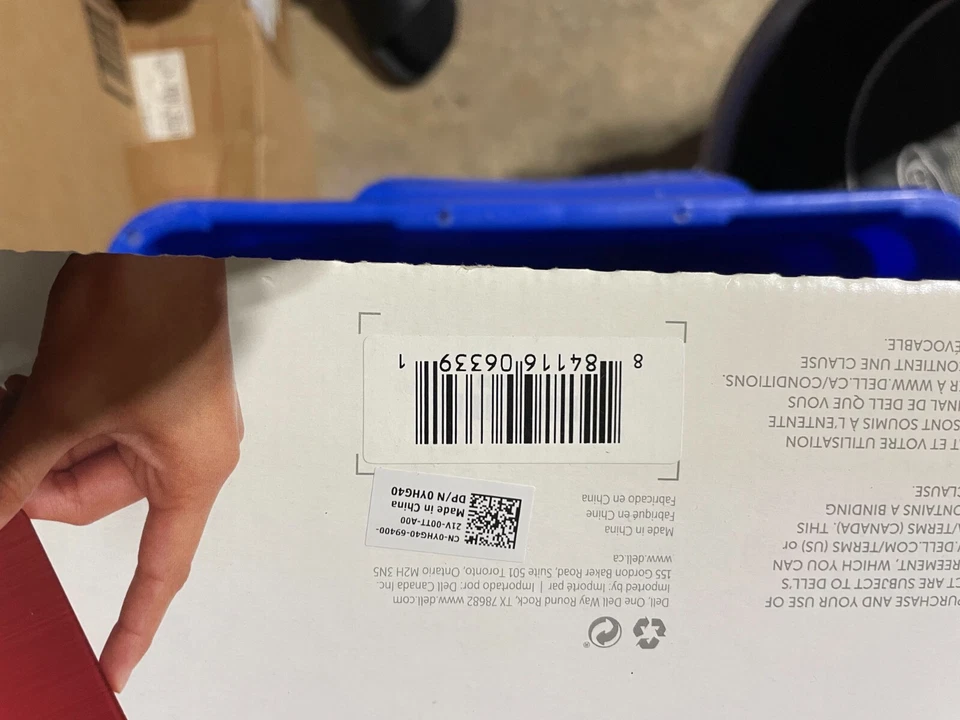 PURCHASE AND YOUR USE OF
CT ARE SUBJECT TO DELL'S
REEMENT, WHICH YOU CAN
.DELL.COM/TERMS (US) or
/TERMS (CANADA). THIS
ONTAINS A BINDING
CLAUSE.
T ET VOTRE UTILISATION
SONT SOUMIS À L'ENTENTE
NAL DE DELL QUE VOUS
ER À WWW.DELL.CA/CONDITIONS.
ONTIENT UNE CLAUSE
ÉVOCABLE.
Dell, One Dell Way Round Rock, TX 78682 www.dell.com
Imported by: Importé par | Importado por: Dell Canada Inc.
155 Gordon Baker Road, Suite 501 Toronto, Ontario M2H 3N5
www.dell.ca
Made in China
Fabriqué en Chine
Fabricado en China
CN-0YHG40-69400-
21V-00TT-A00
Made in China
DP/N 0YHG40
8 84116 06339 1